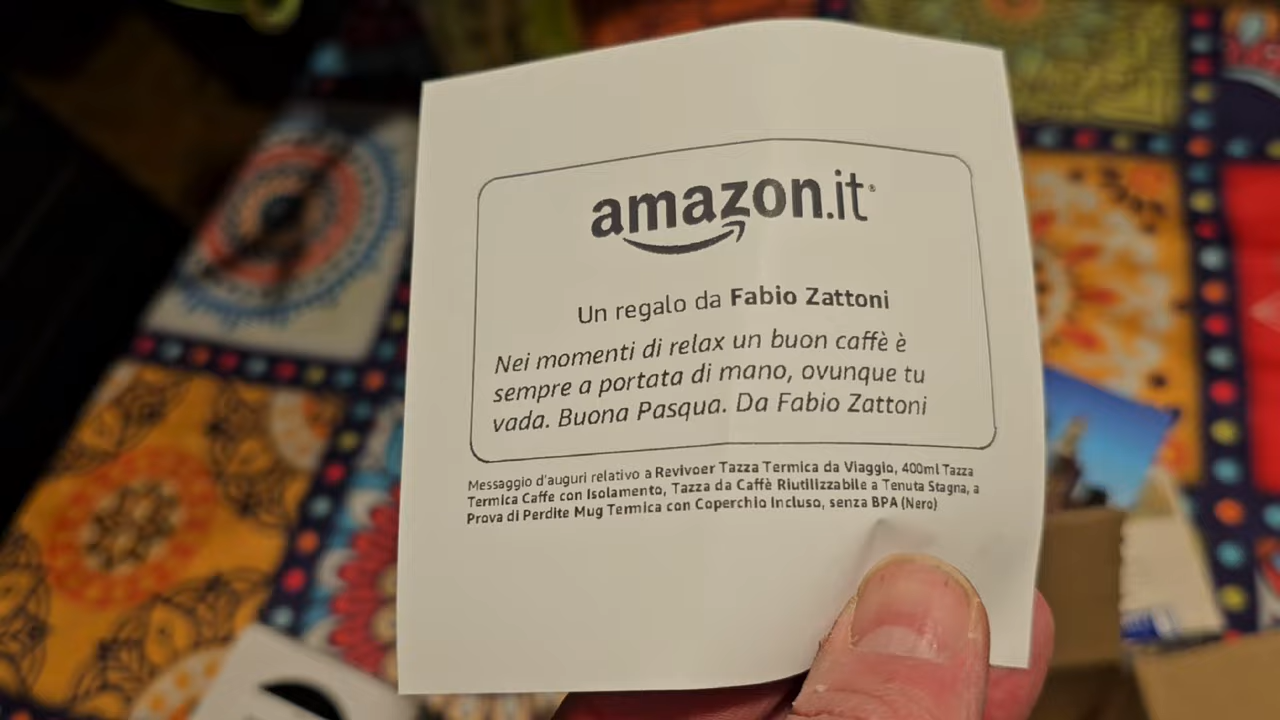 amazon.it
Un regalo da Fabio Zattoni
Nei momenti di relax un buon caffè è
sempre a portata di mano, ovunque tu
vada. Buona Pasqua. Da Fabio Zattoni
Messaggio d'auguri relativo a Revivoer Tazza Termica da Viaggio, 400ml Tazza
Termica Caffe con Isolamento, Tazza da Caffè Riutilizzabile a Tenuta Stagna, a
Prova di Perdite Mug Termica con Coperchio Incluso, senza BPA (Nero)